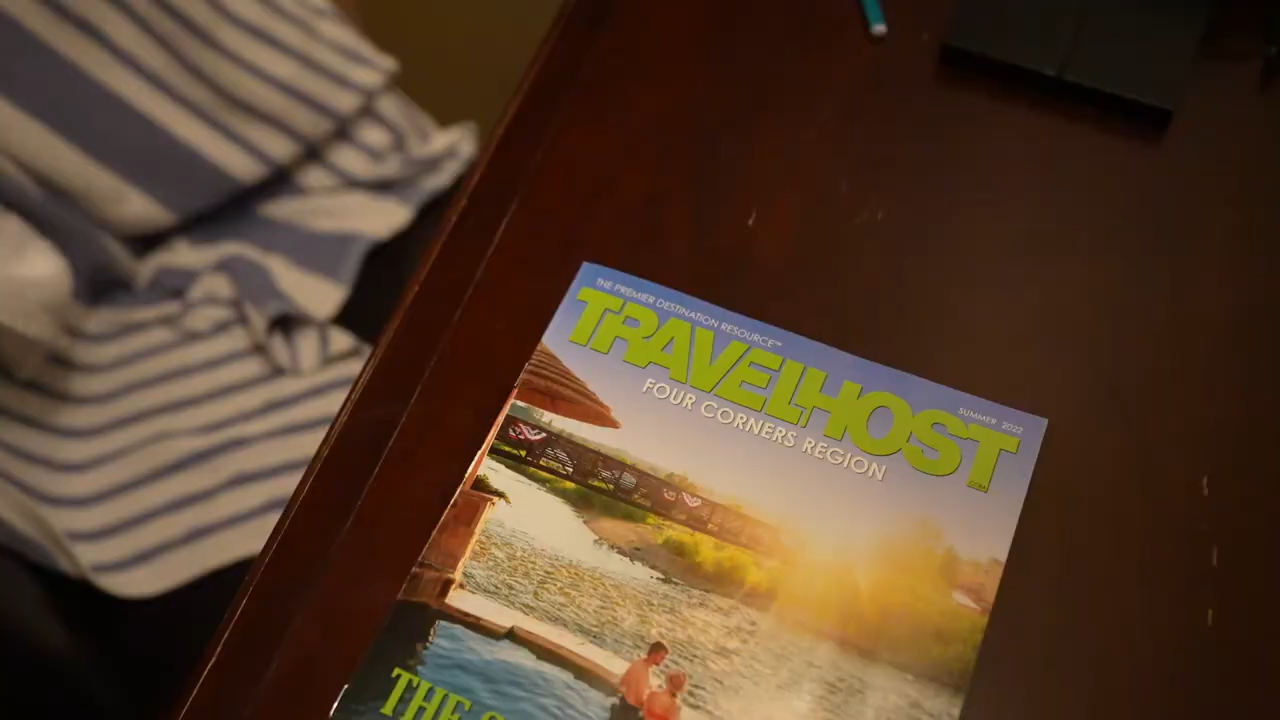 THE PREMIER DESTINATION RESOURCE™
TRAVELHOST
.COM
SUMMER 2022
FOUR CORNERS REGION
THE